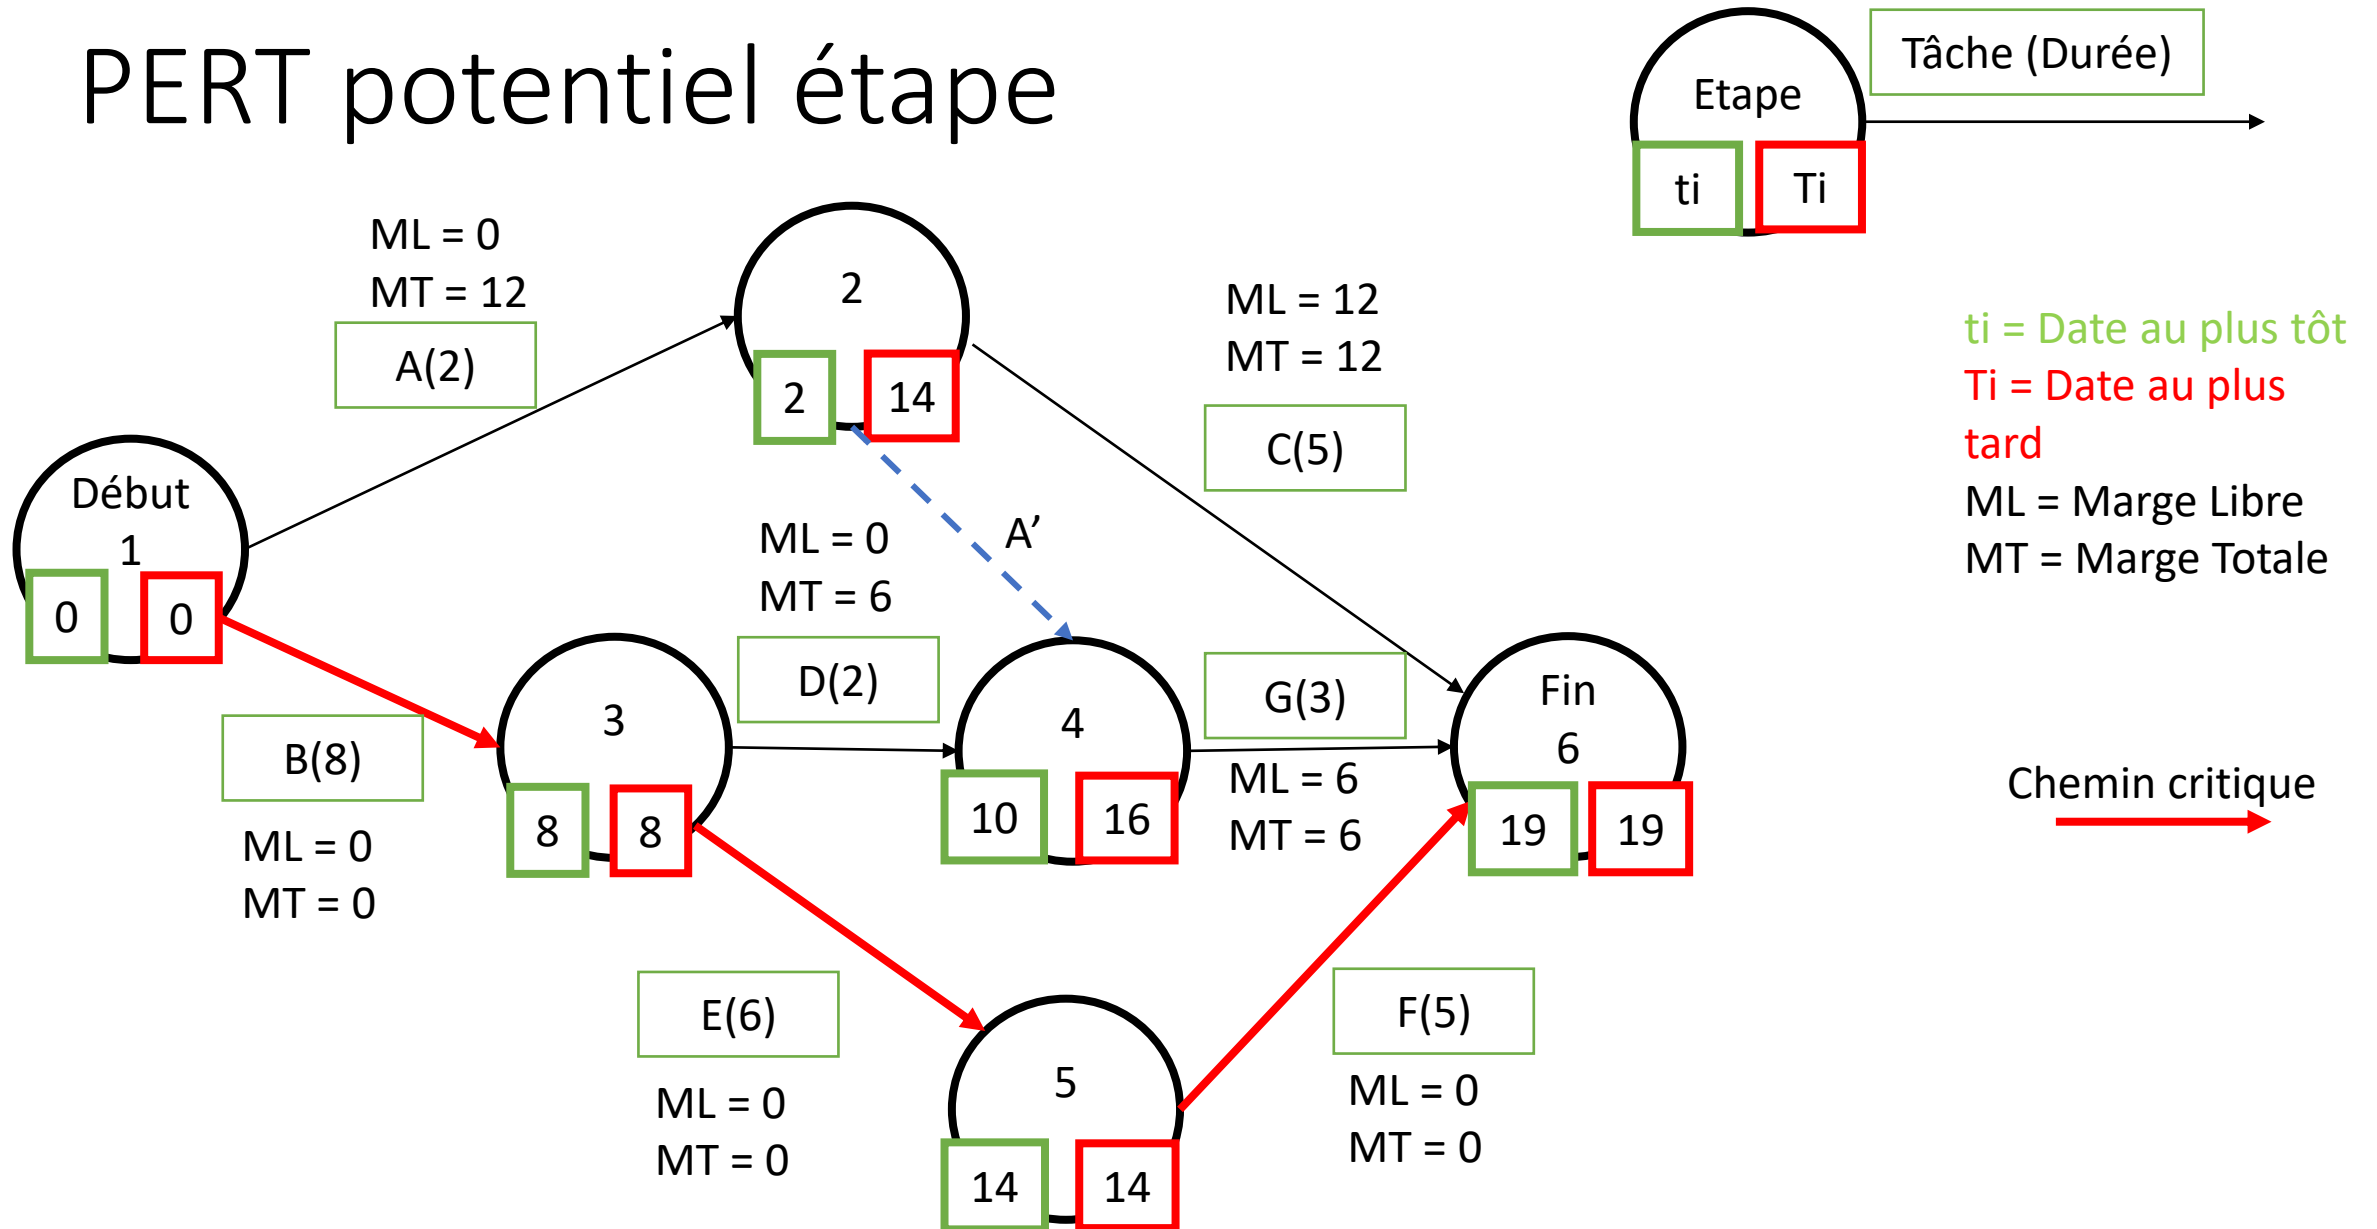 PERT potentiel étape
Etape
ti
Ti
Tâche (Durée)
ti = Date au plus tôt
Ti = Date au plus
tard
ML = Marge Libre
MT = Marge Totale
Chemin critique
ML = 0
MT = 12
A(2)
2
2
14
ML = 12
MT = 12
C(5)
Début
1
0
0
A’
ML = 0
MT = 6
D(2)
B(8)
ML = 0
MT = 0
3
8
8
4
10
16
G(3)
ML = 6
MT = 6
Fin
6
19
19
E(6)
ML = 0
MT = 0
5
14
14
F(5)
ML = 0
MT = 0